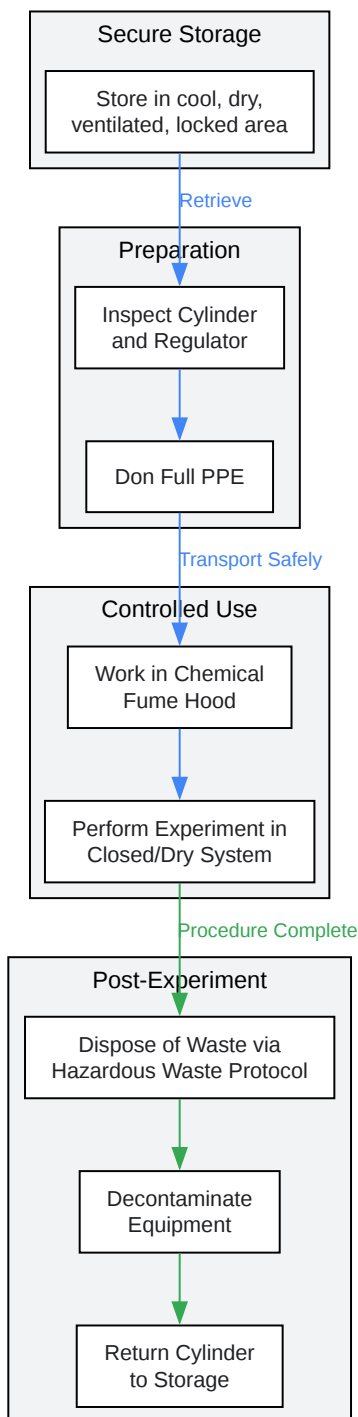 Secure Storage
Store in cool, dry,
ventilated, locked area
Retrieve
Preparation
Inspect Cylinder
and Regulator
Don Full PPE
Transport Safely
Controlled Use
Work in Chemical
Fume Hood
Perform Experiment in
Closed/Dry System
Procedure Complete
Post-Experiment
Dispose of Waste via
Hazardous Waste Protocol
Decontaminate
Equipment
Return Cylinder
to Storage